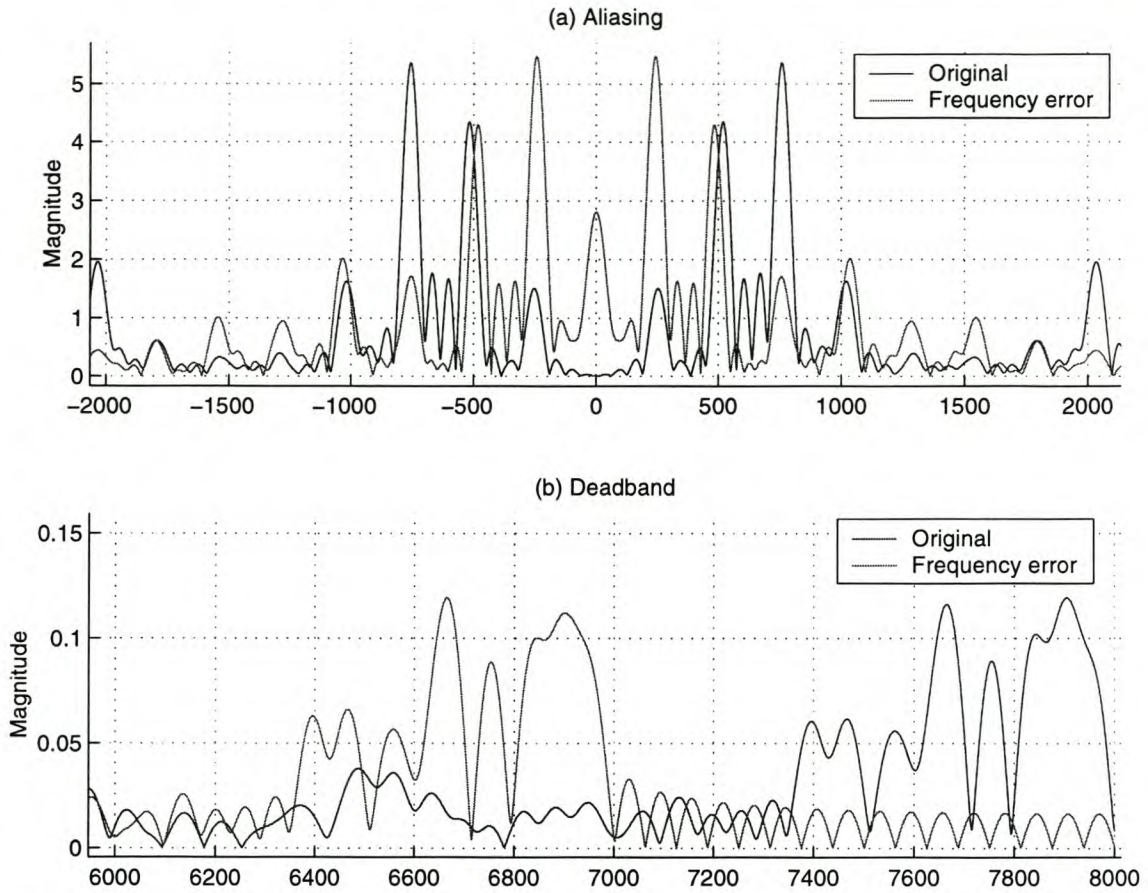 (a) Aliasing
Original
Frequency error
Magnitude
5
4
3
2
1
0
−2000 −1500 −1000 −500 0 500 1000 1500 2000
(b) Deadband
Original
Frequency error
Magnitude
0.15
0.1
0.05
0
6000 6200 6400 6600 6800 7000 7200 7400 7600 7800 8000